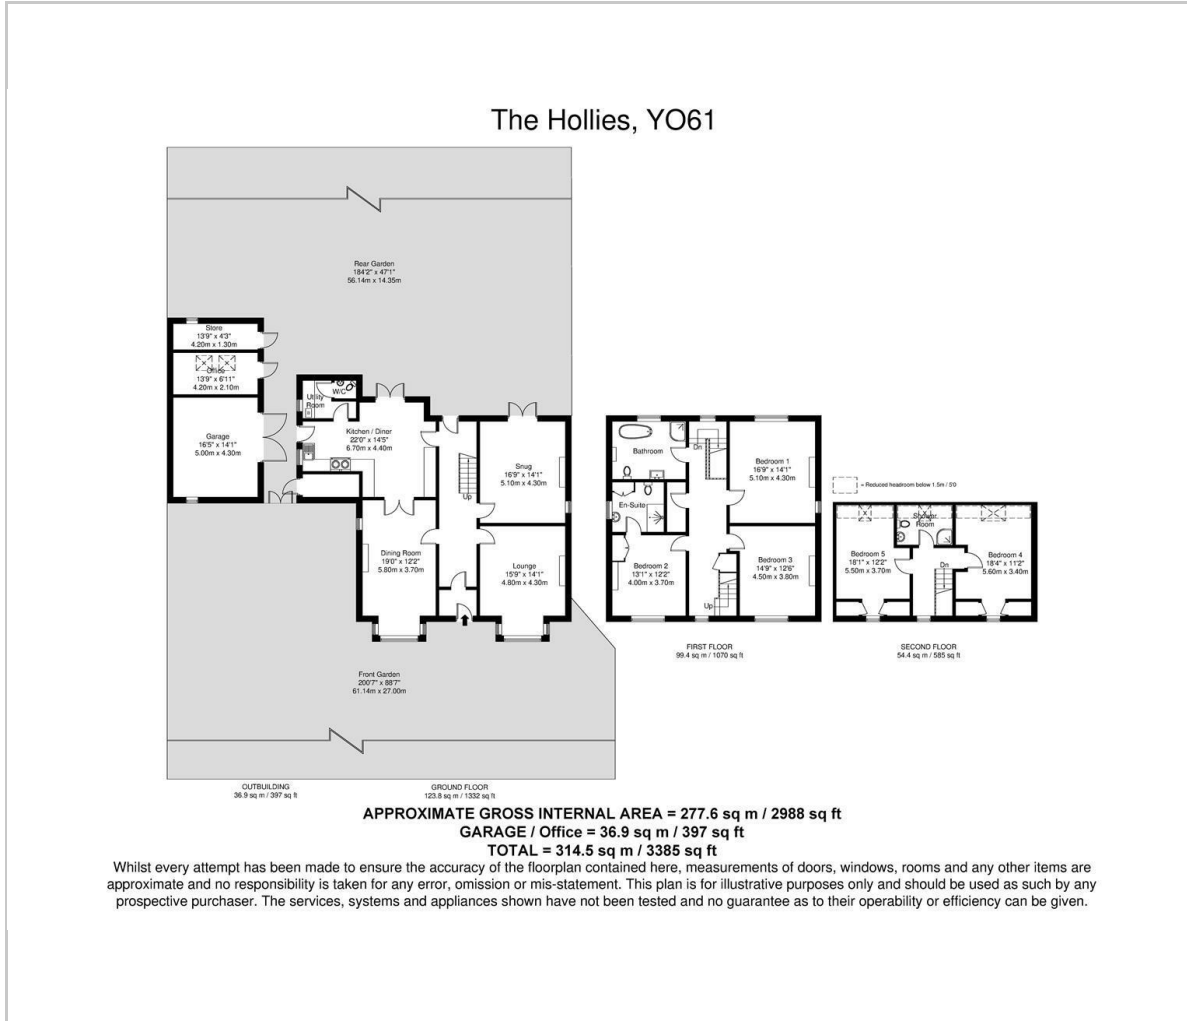 The Hollies, YO61
Rear Garden
184'2" x 47'1"
56.14m x 14.35m
Store
13'9" x 4'3"
4.20m x 1.30m
Office
13'9" x 6'11"
4.20m x 2.10m
Garage
16'5" x 14'1"
5.00m x 4.30m
W/C
Utility
Room
Kitchen / Diner
22'0" x 14'5"
6.70m x 4.40m
Snug
16'9" x 14'1"
5.10m x 4.30m
Up
Dining Room
19'0" x 12'2"
5.80m x 3.70m
Lounge
15'9" x 14'1"
4.80m x 4.30m
Front Garden
200'7" x 88'7"
61.14m x 27.00m
Bathroom
Dn
Bedroom 1
16'9" x 14'1"
5.10m x 4.30m
En-Suite
Bedroom 2
13'1" x 12'2"
4.00m x 3.70m
Bedroom 3
14'9" x 12'6"
4.50m x 3.80m
Up
FIRST FLOOR
99.4 sq m / 1070 sq ft
= Reduced headroom below 1.5m / 5'0
Shower
Room
Bedroom 5
18'1" x 12'2"
5.50m x 3.70m
Bedroom 4
18'4" x 11'2"
5.60m x 3.40m
Dn
SECOND FLOOR
54.4 sq m / 585 sq ft
OUTBUILDING
36.9 sq m / 397 sq ft
GROUND FLOOR
123.8 sq m / 1332 sq ft
APPROXIMATE GROSS INTERNAL AREA = 277.6 sq m / 2988 sq ft
GARAGE / Office = 36.9 sq m / 397 sq ft
TOTAL = 314.5 sq m / 3385 sq ft
Whilst every attempt has been made to ensure the accuracy of the floorplan contained here, measurements of doors, windows, rooms and any other items are
approximate and no responsibility is taken for any error, omission or mis-statement. This plan is for illustrative purposes only and should be used as such by any
prospective purchaser. The services, systems and appliances shown have not been tested and no guarantee as to their operability or efficiency can be given.